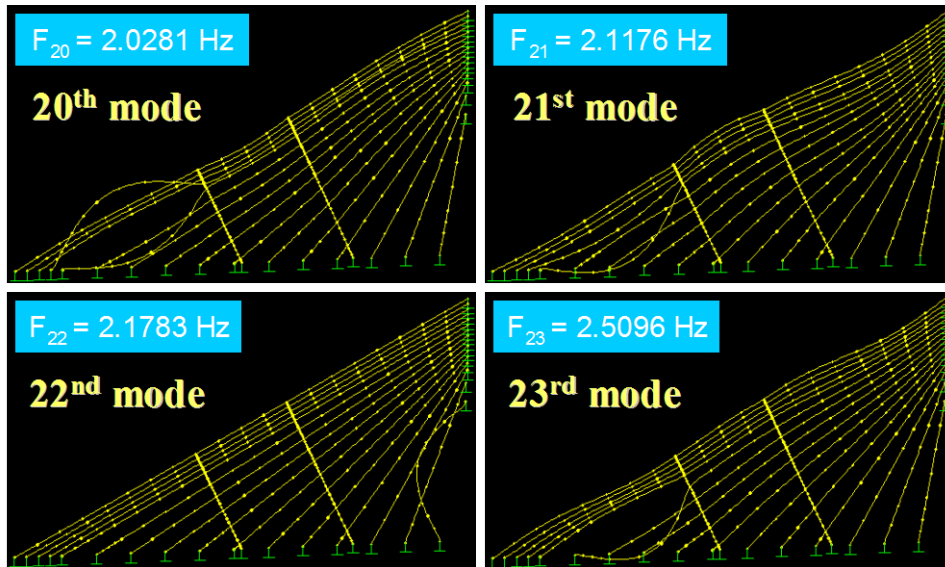 F20 = 2.0281 Hz
20th mode
F21 = 2.1176 Hz
21st mode
F22 = 2.1783 Hz
22nd mode
F23 = 2.5096 Hz
23rd mode